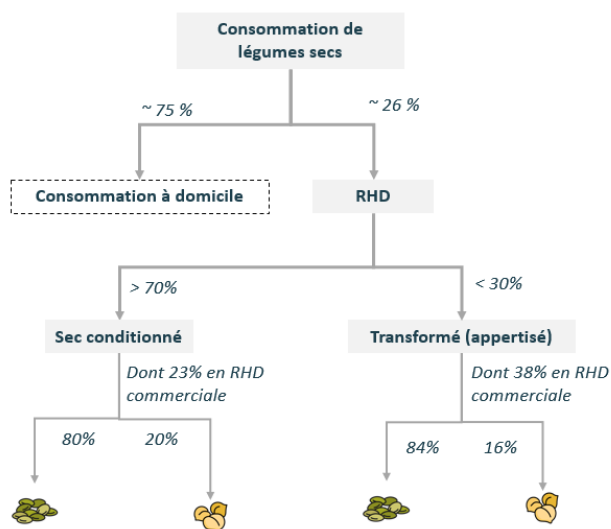 Consommation de
légumes secs
~ 75 %
~ 26 %
Consommation à domicile
RHD
> 70%
< 30%
Sec conditionné
Transformé (appertisé)
Dont 23% en RHD
commerciale
Dont 38% en RHD
commerciale
80%
20%
84%
16%